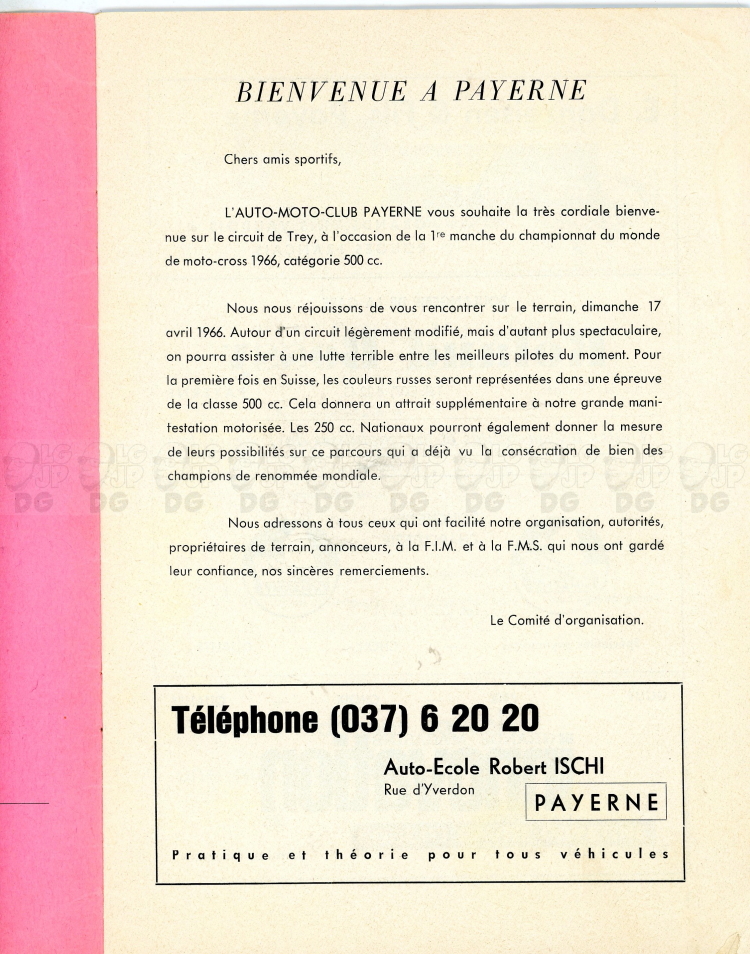 BIENVENUE A PAYERNE
Chers amis sportifs,
L'AUTO-MOTO-CLUB PAYERNE vous souhaite la très cordiale bienve-
nue sur le circuit de Trey, à l'occasion de la 1re manche du championnat du monde
de moto-cross 1966, catégorie 500 cc.
Nous nous réjouissons de vous rencontrer sur le terrain, dimanche 17
avril 1966. Autour d'un circuit légèrement modifié, mais d'autant plus spectaculaire,
on pourra assister à une lutte terrible entre les meilleurs pilotes du moment. Pour
la première fois en Suisse, les couleurs russes seront représentées dans une épreuve
de la classe 500 cc. Cela donnera un attrait supplémentaire à notre grande mani-
testation motorisée. Les 250 cc. Nationaux pourront également donner la mesure
de leurs possibilités sur ce parcours qui a déjà vu la consécration de bien des
champions de renommée mondiale.
Nous adressons à tous ceux qui ont facilité notre organisation, autorités,
propriétaires de terrain, annonceurs, à la F.I.M. et à la F.M.S. qui nous ont gardé
leur confiance, nos sincères remerciements.
Le Comité d'organisation.
Téléphone (037) 6 20 20
Auto-Ecole Robert ISCHI
Rue d'Yverdon
PAYERNE
Pratique et théorie pour tous véhicules